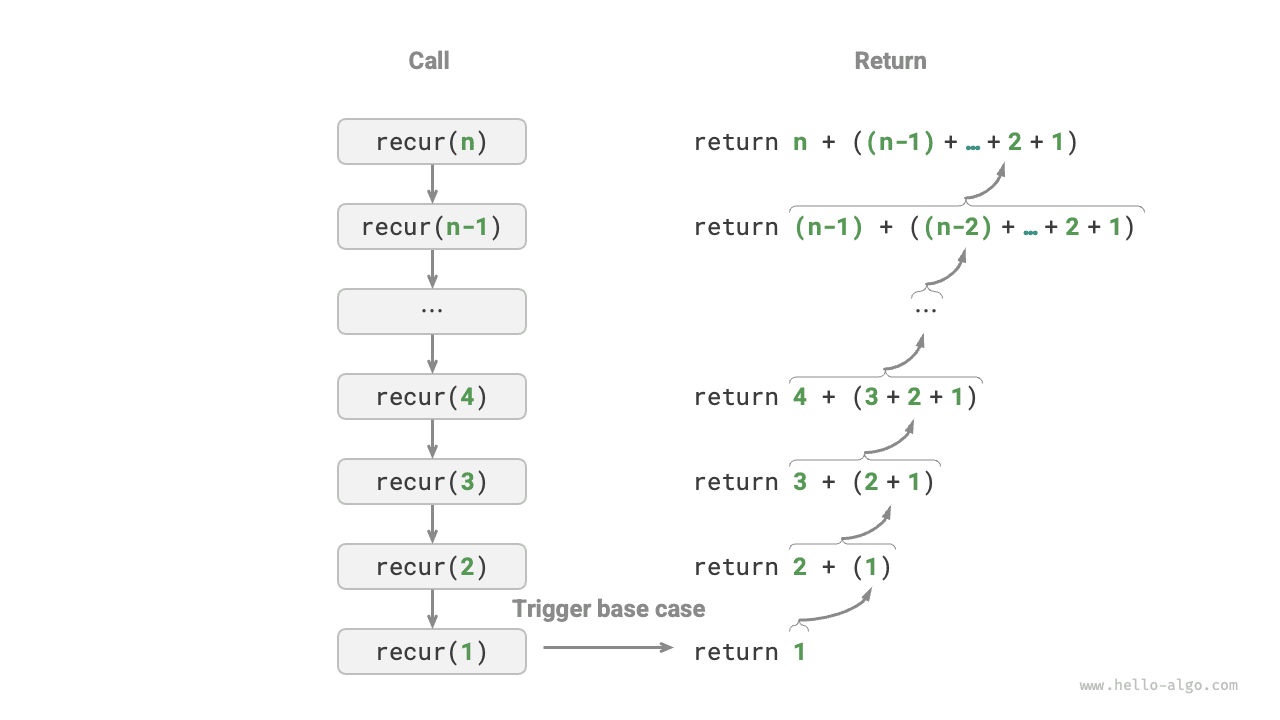 Call
Return
recur(n)
return n + ((n-1) + … + 2 + 1)
recur(n-1)
return (n-1) + ((n-2) + … + 2 + 1)
…
…
recur(4)
return 4 + (3 + 2 + 1)
recur(3)
return 3 + (2 + 1)
recur(2)
return 2 + (1)
Trigger base case
recur(1)
return 1
www.hello-algo.com